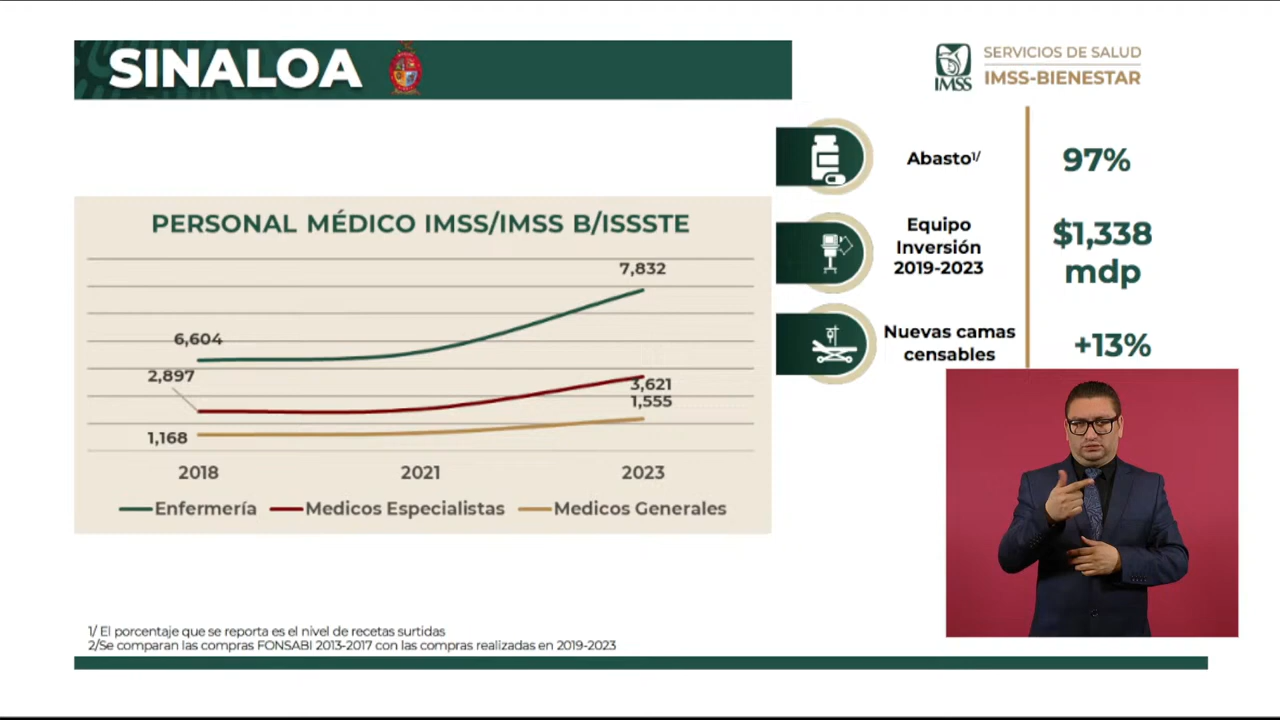 SINALOA
IMSS
SERVICIOS DE SALUD
IMSS-BIENESTAR
Abasto1/
97%
Equipo
Inversión
2019-2023
$1,338
mdp
Nuevas camas
censables
+13%
PERSONAL MÉDICO IMSS/IMSS B/ISSSTE
7,832
6,604
2,897
3,621
1,555
1,168
2018 2021 2023
Enfermería Medicos Especialistas Medicos Generales
1/ El porcentaje que se reporta es el nivel de recetas surtidas
2/Se comparan las compras FONSABI 2013-2017 con las compras realizadas en 2019-2023